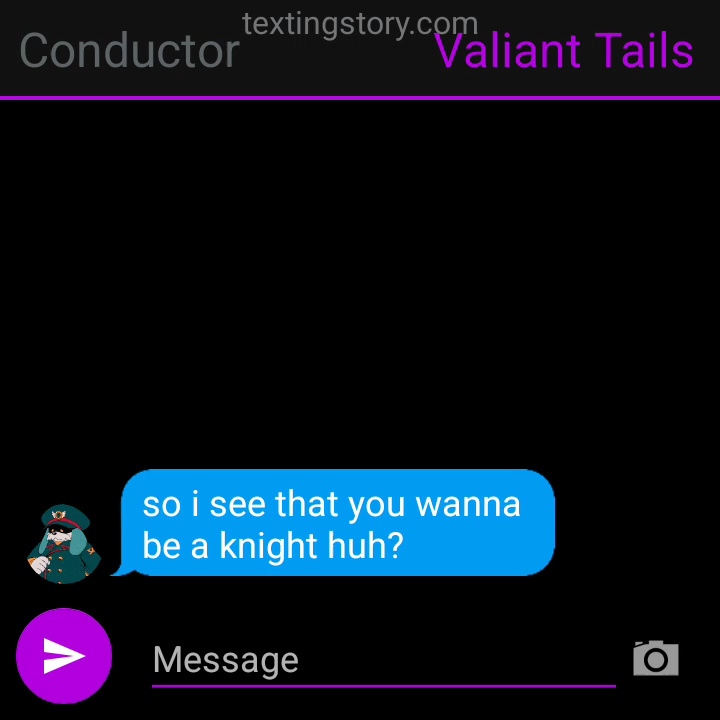 textingstory.com
Conductor
Valiant Tails
so i see that you wanna
be a knight huh?
Message